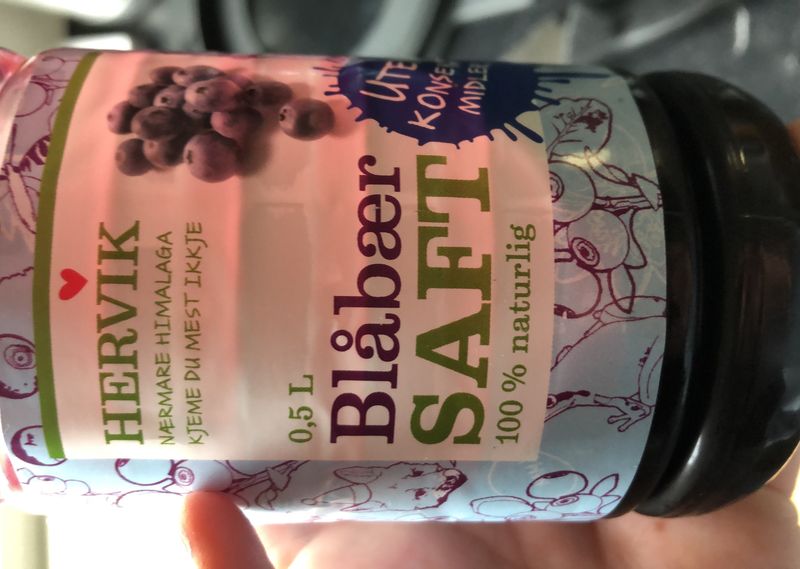 HERVIK
NÆRMARE HIMALAGA
KJEME DU MEST IKKJE
0,5 L
Blåbær
SAFT
100 % naturlig